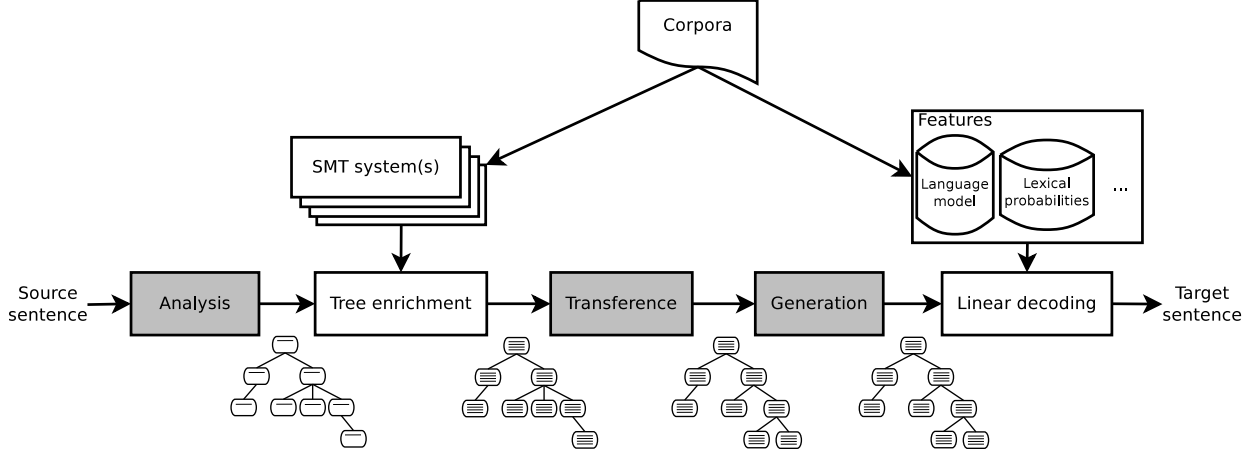 Corpora
Features
SMT system(s)
Language
model
Lexical
probabilities
...
Source
sentence
Analysis
Tree enrichment
Transference
Generation
Linear decoding
Target
sentence